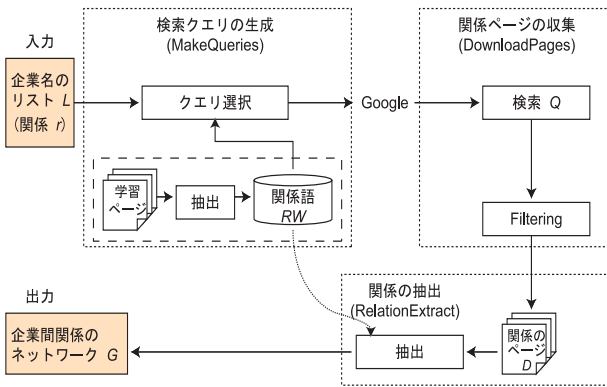 入力
企業名の
リスト L
(関係 r)
検索クエリの生成
(MakeQueries)
クエリ選択
学習
ページ
抽出
関係語
RW
Google
関係ページの収集
(DownloadPages)
検索 Q
Filtering
関係の抽出
(RelationExtract)
関係の
ページ
D
抽出
出力
企業間関係の
ネットワーク G